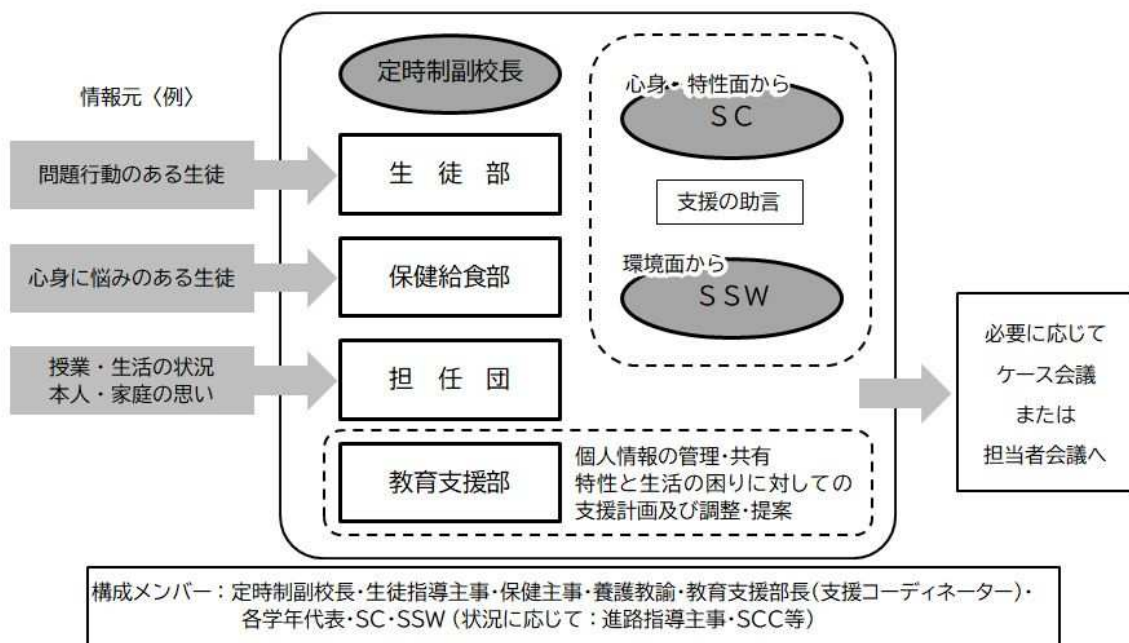 定時制副校長
情報元〈例〉
問題行動のある生徒
生徒部
心身に悩みのある生徒
保健給食部
授業・生活の状況
本人・家庭の思い
担任団
教育支援部
個人情報の管理・共有
特性と生活の困りに対しての
支援計画及び調整・提案
心身・特性面から
SC
支援の助言
環境面から
SSW
必要に応じて
ケース会議
または
担当者会議へ
構成メンバー：定時制副校長・生徒指導主事・保健主事・養護教諭・教育支援部長(支援コーディネーター)・
各学年代表・SC・SSW (状況に応じて：進路指導主事・SCC等)